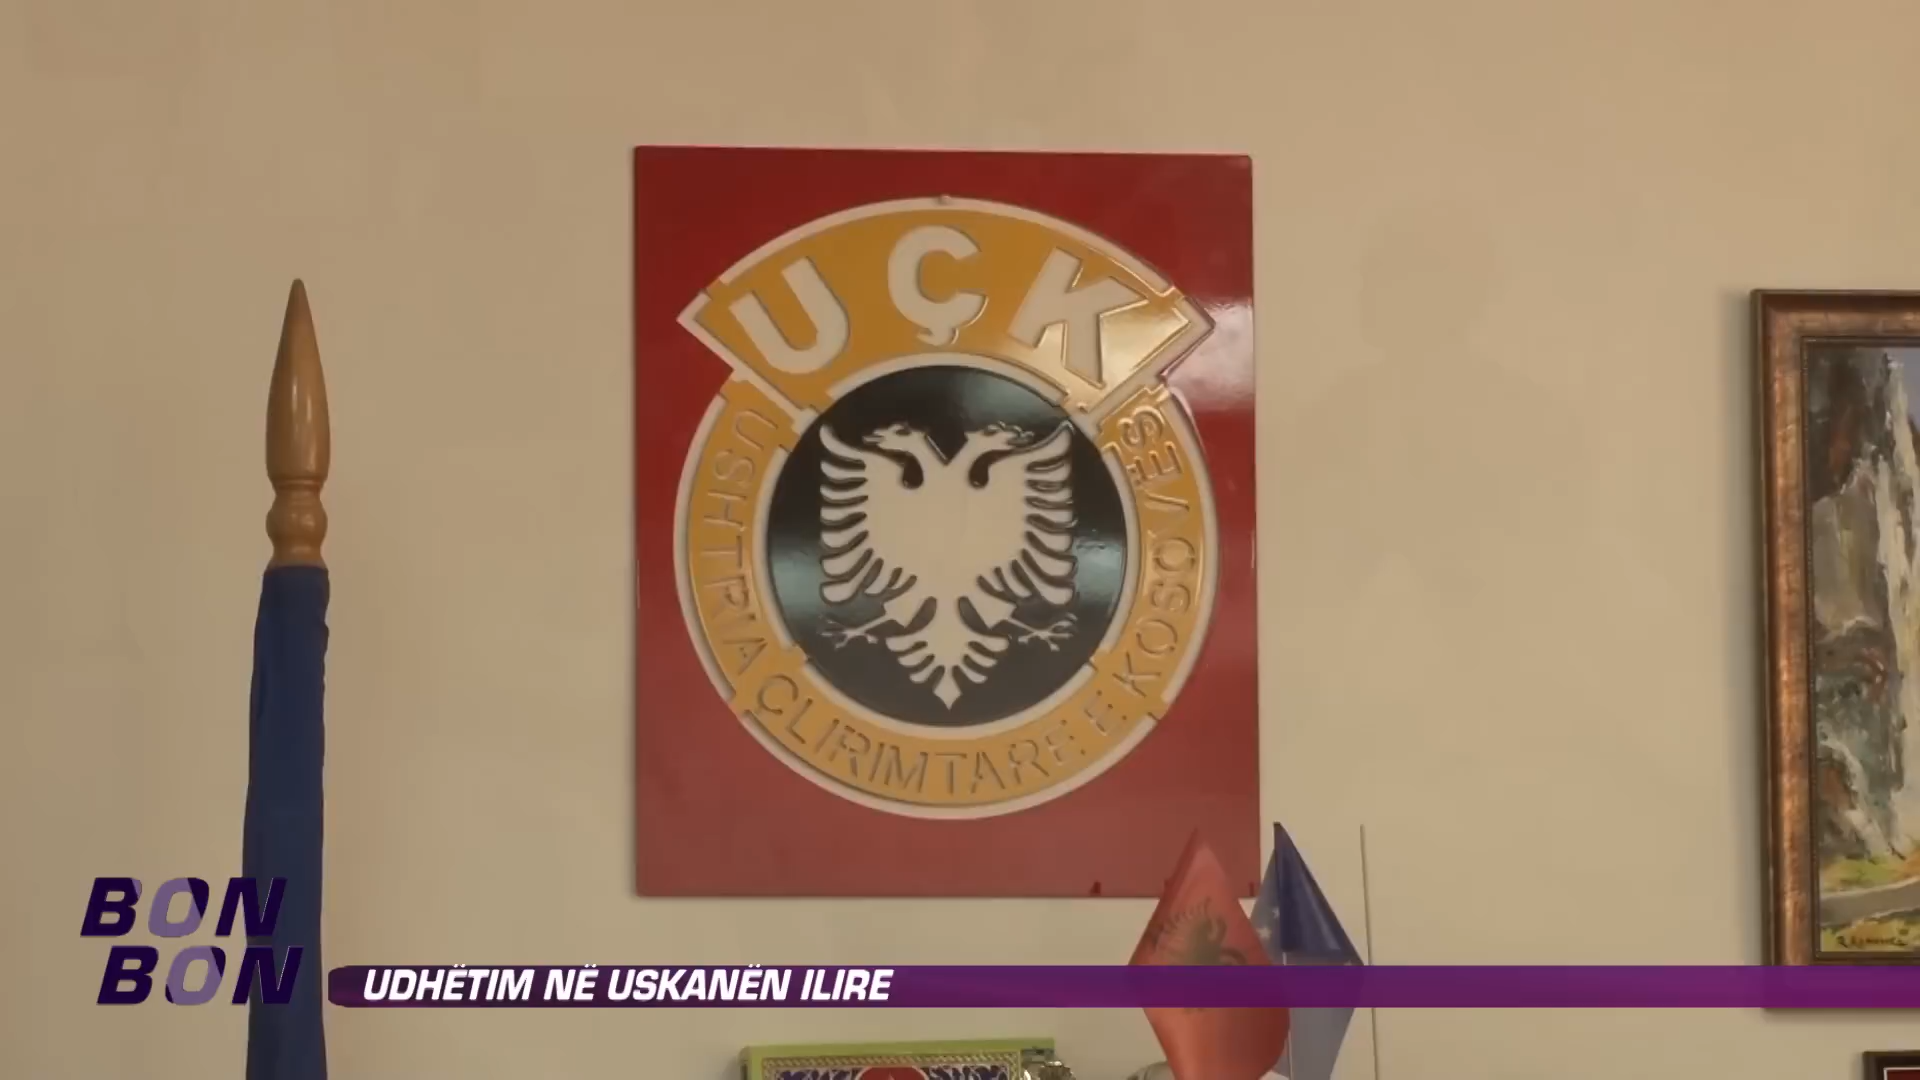 UÇK
USHTRIA ÇLIRIMTARE E KOSOVËS
BON
BON
UDHËTIM NË USKANËN ILIRE